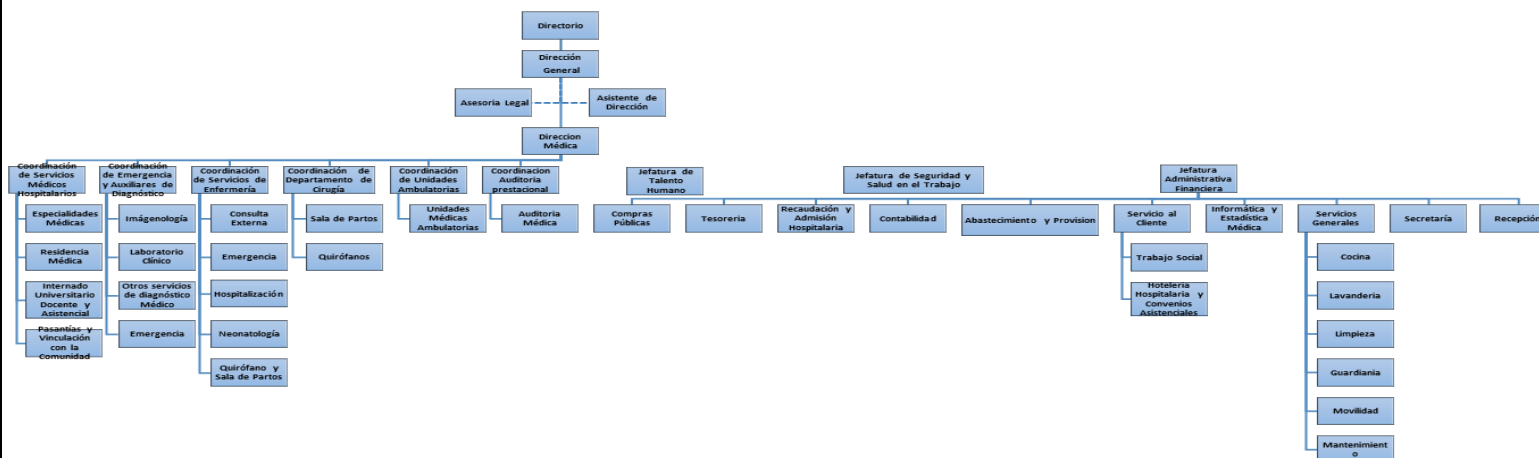 Directorio
Dirección
General
Asesoria Legal
Asistente de
Dirección
Direccion
Médica
Coordinación
de Servicios
Médicos
Hospitalarios
Coordinación
de Emergencia
y Auxiliares de
Diagnóstico
Coordinación
de Servicios de
Enfermería
Coordinación de
Departamento de
Cirugía
Coordinación
de Unidades
Ambulatorias
Coordinacion
Auditoria
prestacional
Jefatura de
Talento
Humano
Jefatura de Seguridad y
Salud en el Trabajo
Jefatura
Administrativa
Financiera
Especialidades
Médicas
Residencia
Médica
Internado
Universitario
Docente y
Asistencial
Pasantías y
Vinculación
con la
Comunidad
Imágenología
Laboratorio
Clínico
Otros servicios
de diagnóstico
Médico
Emergencia
Consulta
Externa
Emergencia
Hospitalización
Neonatología
Quirófano y
Sala de Partos
Sala de Partos
Quirófanos
Unidades
Médicas
Ambulatorias
Auditoria
Médica
Compras
Públicas
Tesoreria
Recaudación y
Admisión
Hospitalaria
Contabilidad
Abastecimiento y Provision
Servicio al
Cliente
Trabajo Social
Hoteleria
Hospitalaria y
Convenios
Asistenciales
Informática y
Estadística
Médica
Servicios
Generales
Cocina
Lavanderia
Limpieza
Guardiania
Movilidad
Mantenimient
o
Secretaría
Recepción